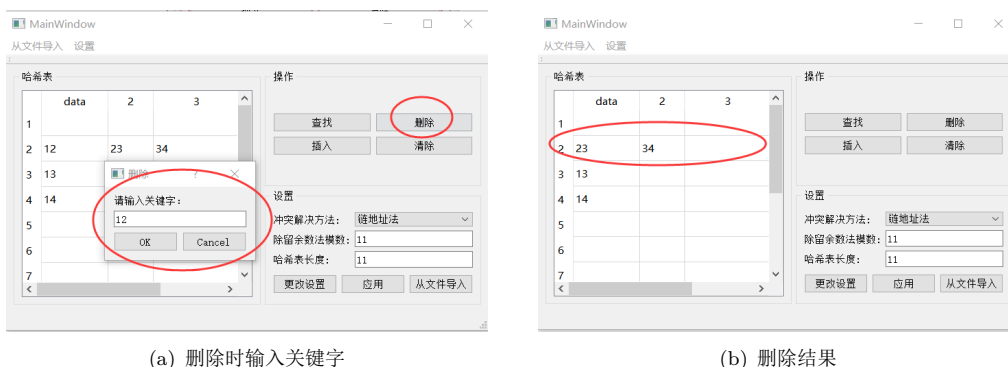 MainWindow
从文件导入 设置
哈希表
data 2 3
1
2 12 23 34
3 13
4 14
5
6
7
删除 ?
请输入关键字:
12
OK Cancel
操作
查找 删除
插入 清除
设置
冲突解决方法: 链地址法
除留余数法模数: 11
哈希表长度: 11
更改设置 应用 从文件导入
(a) 删除时输入关键字
MainWindow
从文件导入 设置
哈希表
data 2 3
1
2 23 34
3 13
4 14
5
6
7
操作
查找 删除
插入 清除
设置
冲突解决方法: 链地址法
除留余数法模数: 11
哈希表长度: 11
更改设置 应用 从文件导入
(b) 删除结果